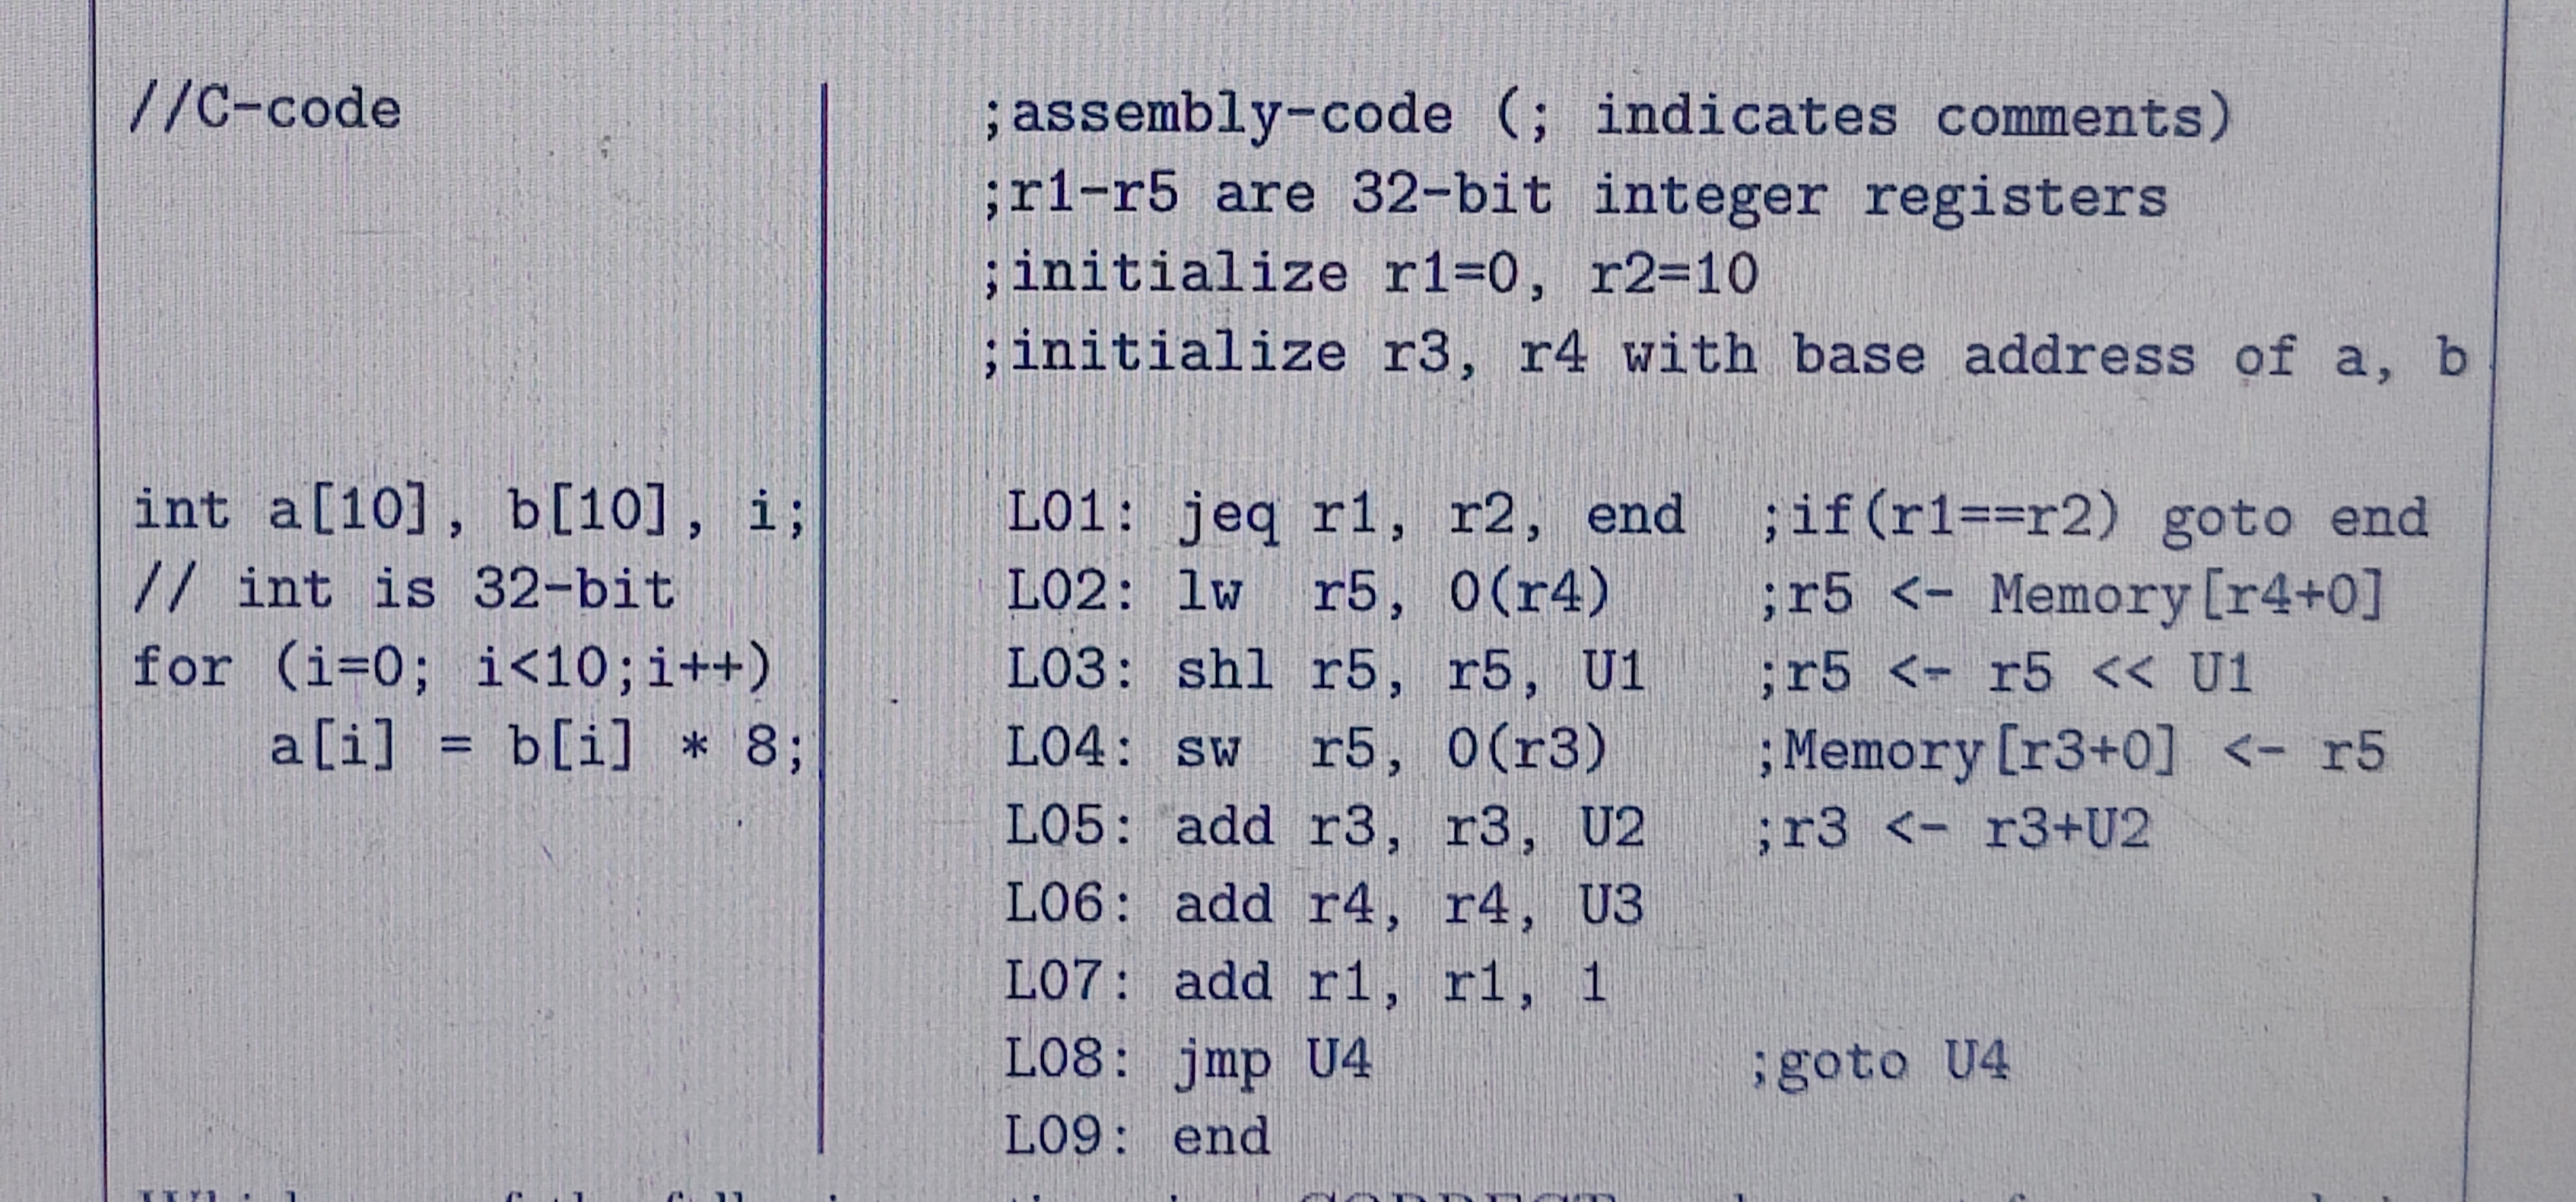 //C-code
;assembly-code (; indicates comments)
;r1-r5 are 32-bit integer registers
;initialize r1=0, r2=10
;initialize r3, r4 with base address of a, b
int a[10], b[10], i;
// int is 32-bit
for (i=0; i<10;i++)
a[i] = b[i] * 8;
L01: jeq r1, r2, end ;if(r1==r2) goto end
L02: lw r5, 0(r4) ;r5 <- Memory[r4+0]
L03: shl r5, r5, U1 ;r5 <- r5 << U1
L04: sw r5, 0(r3) ;Memory[r3+0] <- r5
L05: add r3, r3, U2 ;r3 <- r3+U2
L06: add r4, r4, U3
L07: add r1, r1, 1
L08: jmp U4 ;goto U4
L09: end